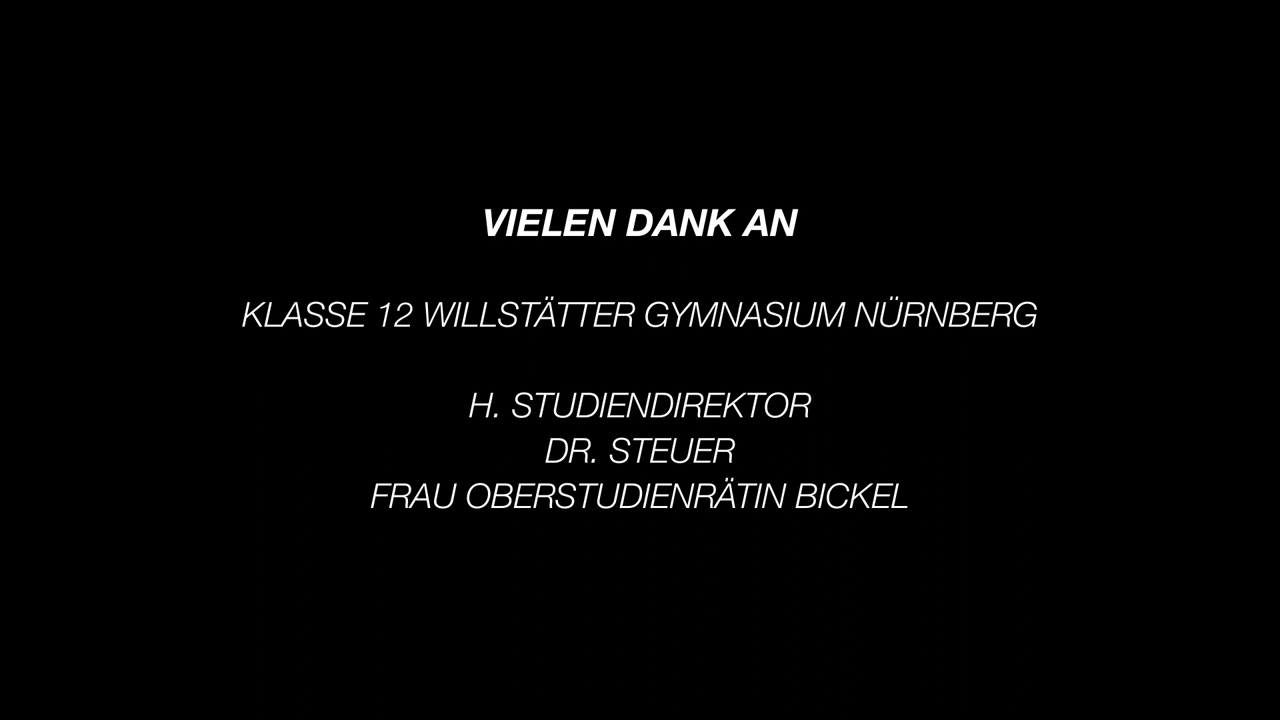 VIELEN DANK AN
KLASSE 12 WILLSTÄTTER GYMNASIUM NÜRNBERG
H. STUDIENDIREKTOR
DR. STEUER
FRAU OBERSTUDIENRÄTIN BICKEL